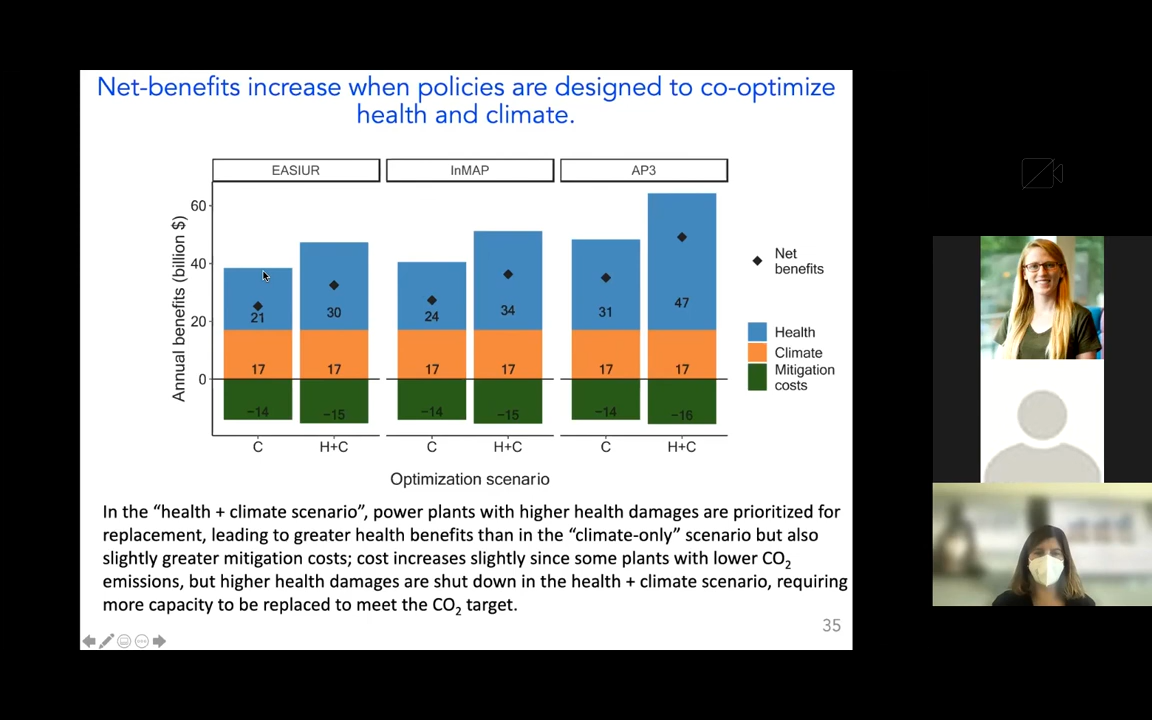 Net-benefits increase when policies are designed to co-optimize
health and climate.
EASIUR
InMAP
AP3
Annual benefits (billion $)
60
40
20
0
21
30
24
34
31
47
17
17
17
17
17
17
−14
−15
−14
−15
−14
−16
C
H+C
C
H+C
C
H+C
Optimization scenario
Net
benefits
Health
Climate
Mitigation
costs
In the “health + climate scenario”, power plants with higher health damages are prioritized for
replacement, leading to greater health benefits than in the “climate-only” scenario but also
slightly greater mitigation costs; cost increases slightly since some plants with lower CO₂
emissions, but higher health damages are shut down in the health + climate scenario, requiring
more capacity to be replaced to meet the CO₂ target.
35